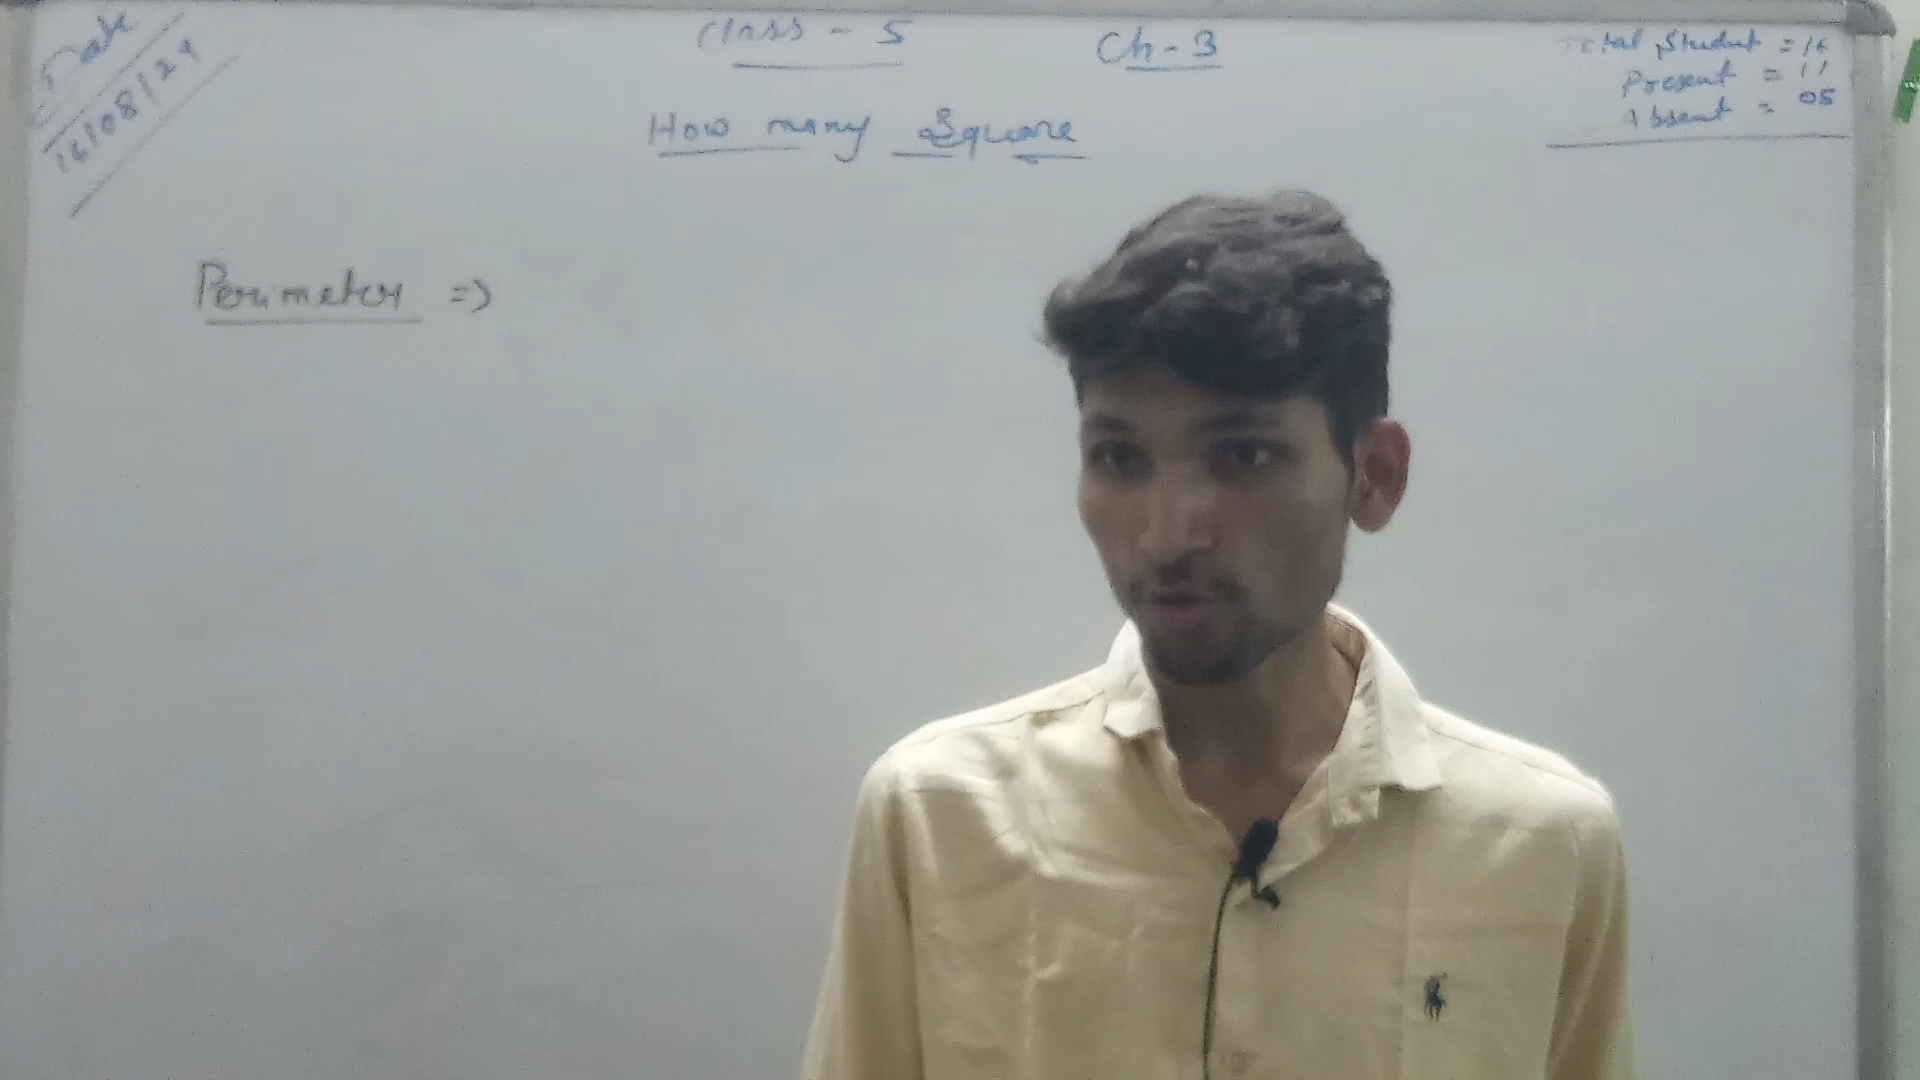 Date
16/08/24
Class - 5
Ch - 3
Total Student = 16
Present = 11
Absent = 05
How many Square
Perimeter =>